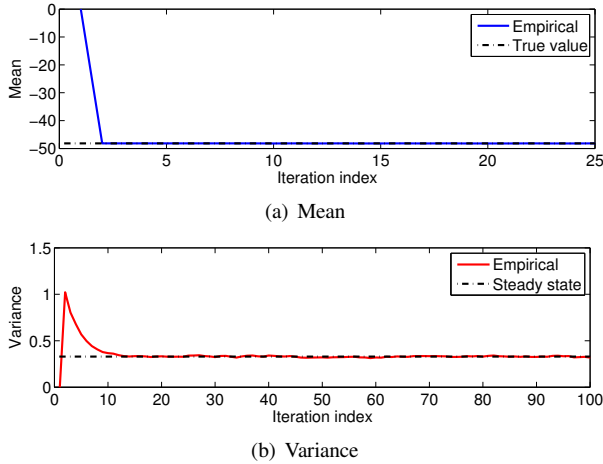 0
−10
−20
−30
−40
−50
Mean
Empirical
True value
0 5 10 15 20 25
Iteration index
(a) Mean
1.5
1
0.5
0
Variance
Empirical
Steady state
0 10 20 30 40 50 60 70 80 90 100
Iteration index
(b) Variance